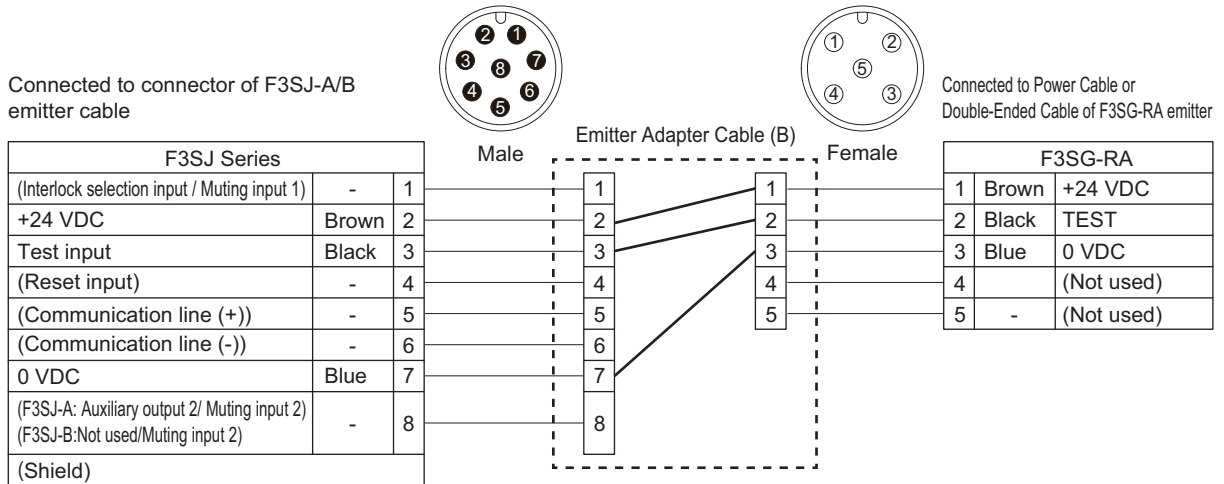 2 1
3 8 7
4 6
5
1 2
5
4 3
Connected to connector of F3SJ-A/B
emitter cable
Connected to Power Cable or
Double-Ended Cable of F3SG-RA emitter
Male
Emitter Adapter Cable (B)
Female
F3SJ Series
F3SG-RA
(Interlock selection input / Muting input 1) - 1 1 1 1 Brown +24 VDC
+24 VDC Brown 2 2 2 2 Black TEST
Test input Black 3 3 3 3 Blue 0 VDC
(Reset input) - 4 4 4 4 (Not used)
(Communication line (+)) - 5 5 5 5 - (Not used)
(Communication line (-)) - 6 6
0 VDC Blue 7 7
(F3SJ-A: Auxiliary output 2/ Muting input 2)
(F3SJ-B:Not used/Muting input 2) - 8 8
(Shield)